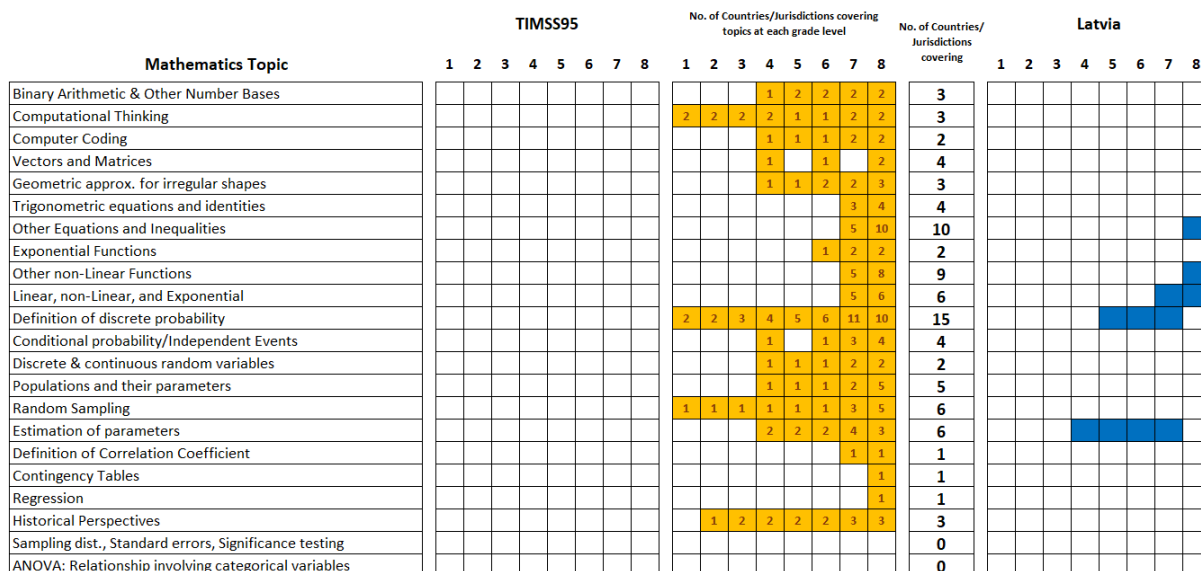 TIMSS95
No. of Countries/Jurisdictions covering
topics at each grade level
No. of Countries/
Jurisdictions
covering
Latvia
Mathematics Topic 1 2 3 4 5 6 7 8 1 2 3 4 5 6 7 8 1 2 3 4 5 6 7 8
Binary Arithmetic & Other Number Bases 1 2 2 2 2 3
Computational Thinking 2 2 2 2 1 1 2 2 3
Computer Coding 1 1 1 2 2 2
Vectors and Matrices 1 1 2 4
Geometric approx. for irregular shapes 1 1 2 2 3 3
Trigonometric equations and identities 3 4 4
Other Equations and Inequalities 5 10 10
Exponential Functions 1 2 2 2
Other non-Linear Functions 5 8 9
Linear, non-Linear, and Exponential 5 6 6
Definition of discrete probability 2 2 3 4 5 6 11 10 15
Conditional probability/Independent Events 1 1 3 4 4
Discrete & continuous random variables 1 1 1 2 2 2
Populations and their parameters 1 1 1 2 5 5
Random Sampling 1 1 1 1 1 1 3 5 6
Estimation of parameters 2 2 2 4 3 6
Definition of Correlation Coefficient 1 1 1
Contingency Tables 1 1
Regression 1 1
Historical Perspectives 1 2 2 2 2 3 3 3
Sampling dist., Standard errors, Significance testing 0
ANOVA: Relationship involving categorical variables 0